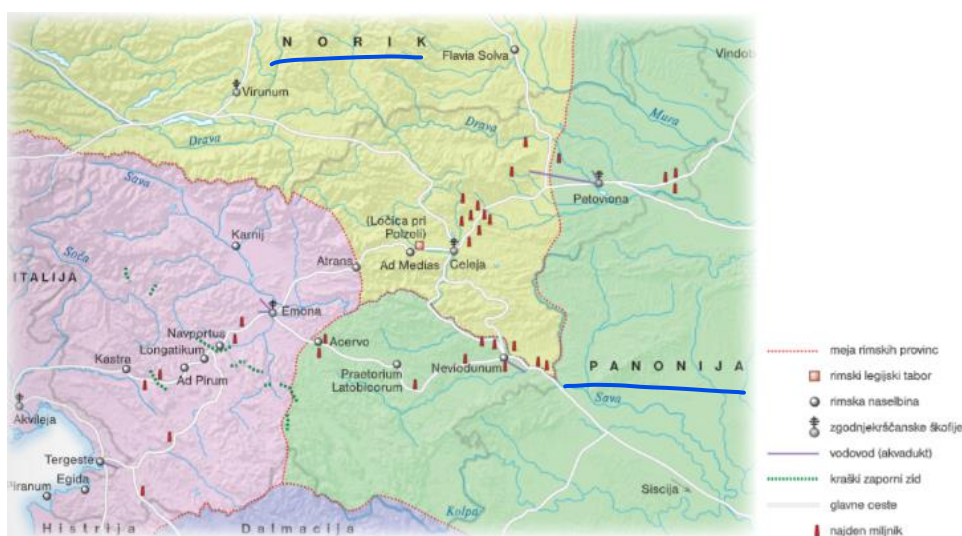 N O R I K
Flavia Solva
Vindob
Virunum
Drava
Mura
Drava
Sava
Petoviona
(Ločica pri
Polzeli)
Karnij
Soča
Atrans
Ad Medias
Celeja
ITALIJA
Emona
Navportus
Longatikum
Acervo
Kastra
Ad Pirum
Praetorium
Latobicorum
Neviodunum
P A N O N I J A
Sava
Akvileja
Tergeste
Egida
Piranum
Siscija
Kolpa
Histrija
Dalmacija
meja rimskih provinc
rimski legijski tabor
rimska naselbina
zgodnjekrščanske škofije
vodovod (akvadukt)
kraški zaporni zid
glavne ceste
najden miljnik